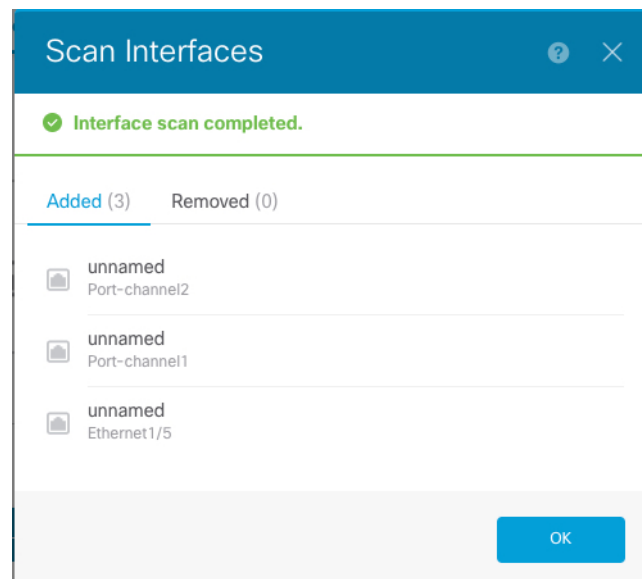 Scan Interfaces
Interface scan completed.
Added (3) Removed (0)
unnamed
Port-channel2
unnamed
Port-channel1
unnamed
Ethernet1/5
OK